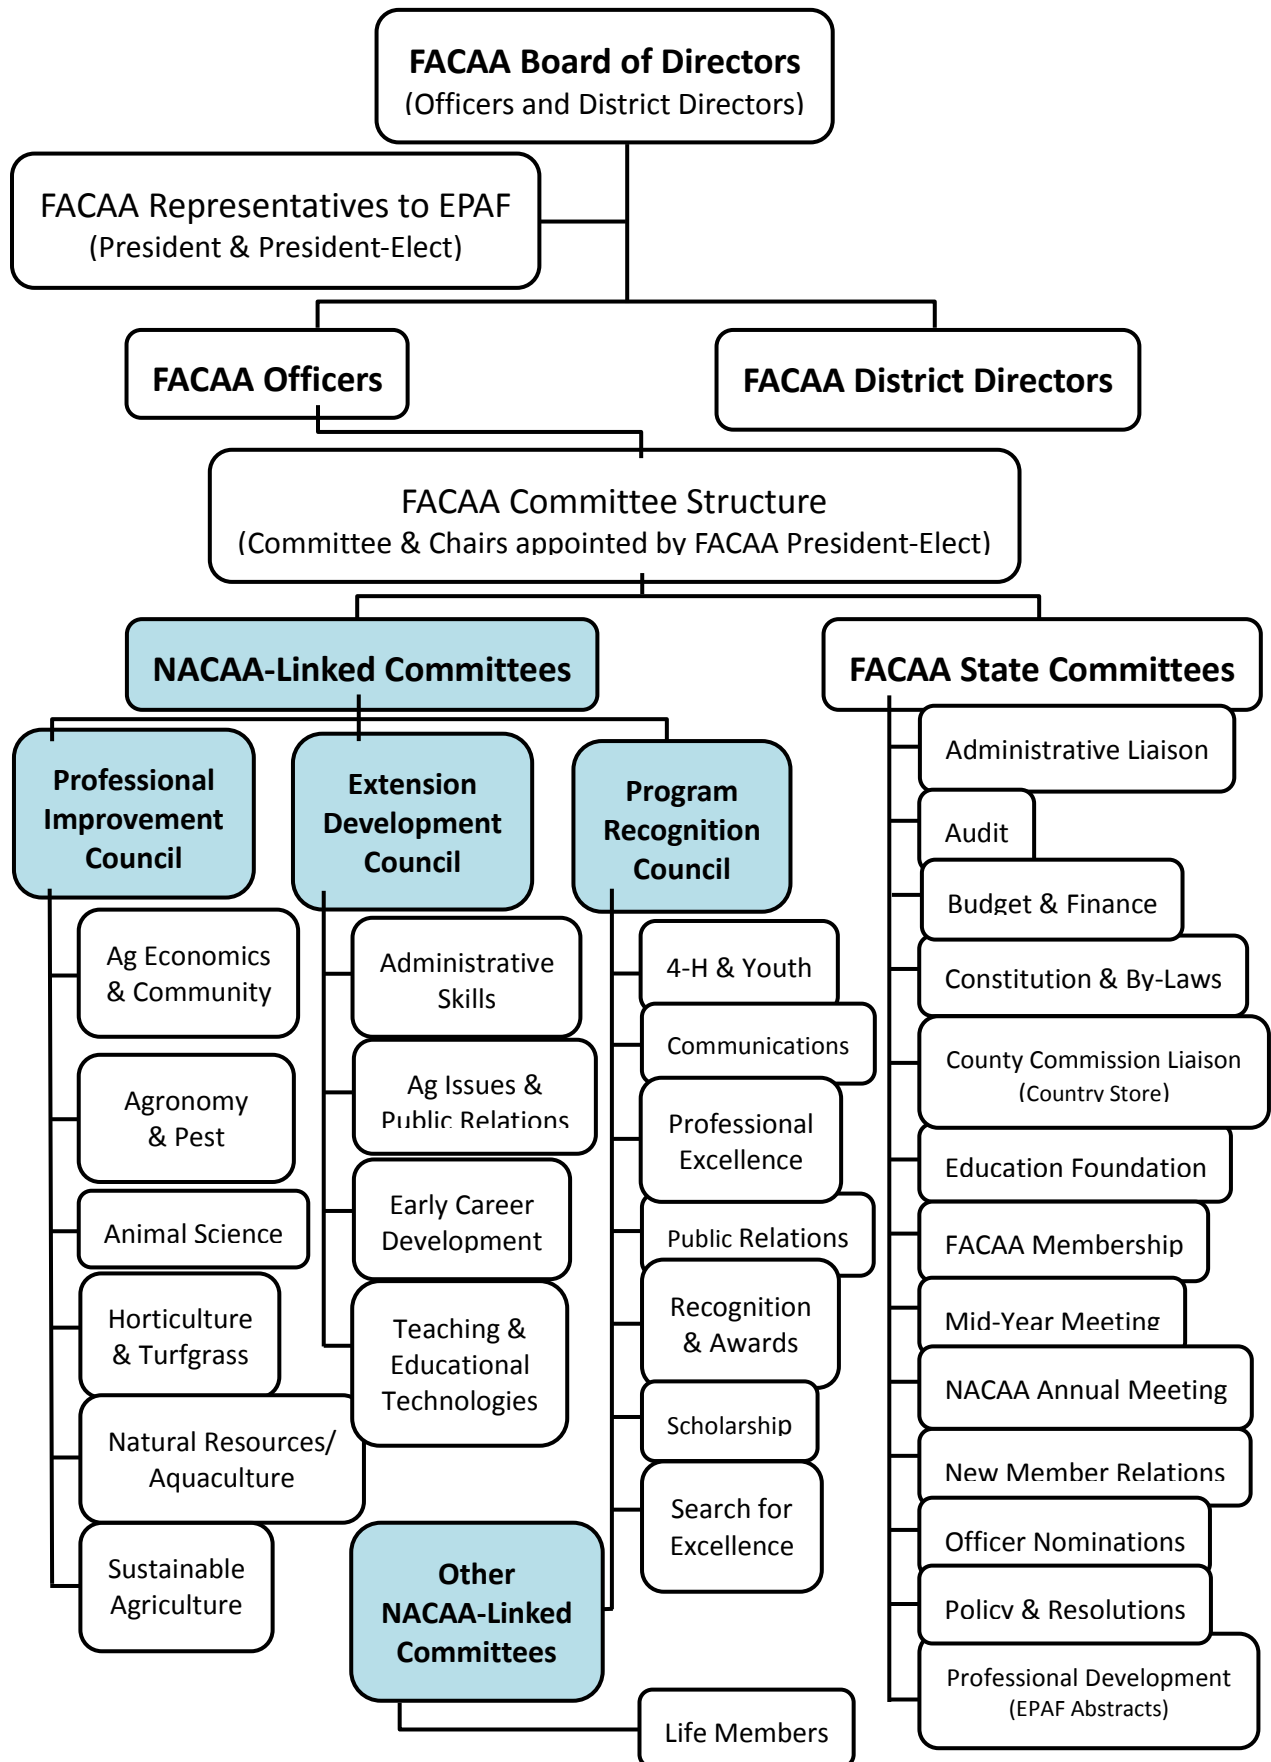 FACAA Board of Directors
(Officers and District Directors)
FACAA Representatives to EPAF
(President & President-Elect)
FACAA Officers
FACAA District Directors
FACAA Committee Structure
(Committee & Chairs appointed by FACAA President-Elect)
NACAA-Linked Committees
FACAA State Committees
Professional
Improvement
Council
Ag Economics
& Community
Agronomy
& Pest
Animal Science
Horticulture
& Turfgrass
Natural Resources/
Aquaculture
Sustainable
Agriculture
Extension
Development
Council
Administrative
Skills
Ag Issues &
Public Relations
Early Career
Development
Teaching &
Educational
Technologies
Program
Recognition
Council
4-H & Youth
Communications
Professional
Excellence
Public Relations
Recognition
& Awards
Scholarship
Search for
Excellence
Other
NACAA-Linked
Committees
Life Members
Administrative Liaison
Audit
Budget & Finance
Constitution & By-Laws
County Commission Liaison
(Country Store)
Education Foundation
FACAA Membership
Mid-Year Meeting
NACAA Annual Meeting
New Member Relations
Officer Nominations
Policy & Resolutions
Professional Development
(EPAF Abstracts)